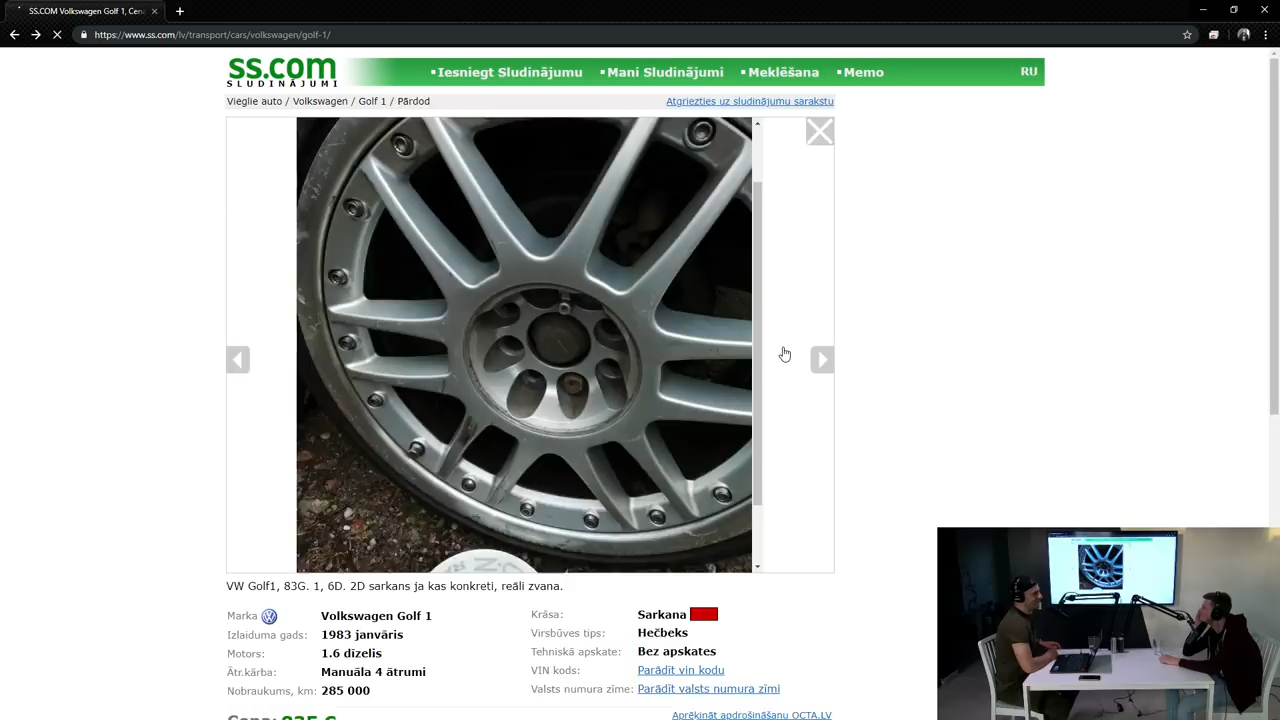 SS.COM Volkswagen Golf 1, Cen
https://www.ss.com/lv/transport/cars/volkswagen/golf-1/
ss.com
SLUDINĀJUMI
Iesniegt Sludinājumu
Mani Sludinājumi
Meklēšana
Memo
RU
Vieglie auto / Volkswagen / Golf 1 / Pārdod
Atgriezties uz sludinājumu sarakstu
VW Golf1, 83G. 1, 6D. 2D sarkans ja kas konkreti, reāli zvana.
Marka Volkswagen Golf 1
Izlaiduma gads: 1983 janvāris
Motors: 1.6 dīzelis
Ātr.kārba: Manuāla 4 ātrumi
Nobraukums, km: 285 000
Krāsa: Sarkana
Virsbūves tips: Hečbeks
Tehniskā apskate: Bez apskates
VIN kods: Parādīt vin kodu
Valsts numura zīme: Parādīt valsts numura zīmi
Aprēķināt apdrošināšanu OCTA.LV